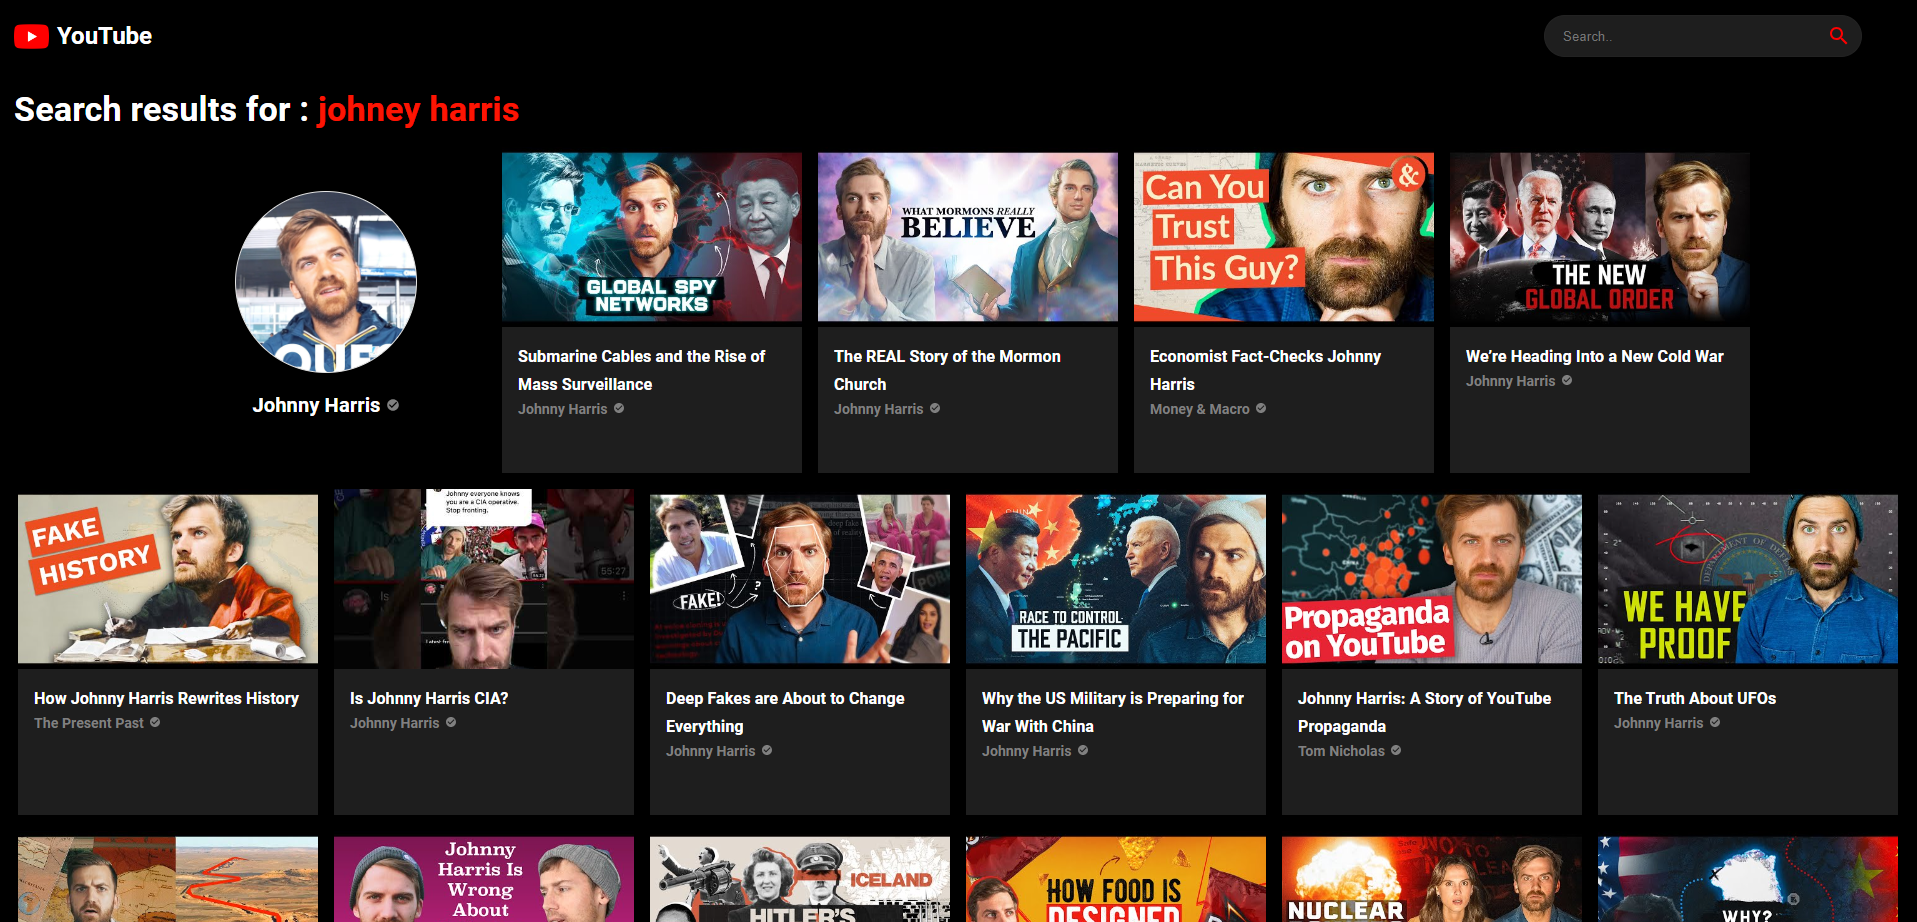 YouTube
Search..
Search results for : johney harris
Johnny Harris
GLOBAL SPY
NETWORKS
Submarine Cables and the Rise of
Mass Surveillance
Johnny Harris
WHAT MORMONS REALLY
BELIEVE
The REAL Story of the Mormon
Church
Johnny Harris
Can You
Trust
This Guy?
&
Economist Fact-Checks Johnny
Harris
Money & Macro
THE NEW
GLOBAL ORDER
We’re Heading Into a New Cold War
Johnny Harris
FAKE
HISTORY
How Johnny Harris Rewrites History
The Present Past
Johnny everyone knows
you are a CIA operative.
Stop fronting.
55:27
Is Johnny Harris CIA?
Johnny Harris
FAKE!
?
Deep Fakes are About to Change
Everything
Johnny Harris
CHINA
RACE TO CONTROL
THE PACIFIC
Why the US Military is Preparing for
War With China
Johnny Harris
Propaganda
on YouTube
Johnny Harris: A Story of YouTube
Propaganda
Tom Nicholas
WE HAVE
PROOF
The Truth About UFOs
Johnny Harris
Johnny
Harris Is
Wrong
About
ICELAND
HITLER'S
HOW FOOD IS
DESIGNED
NUCLEAR
WHY?